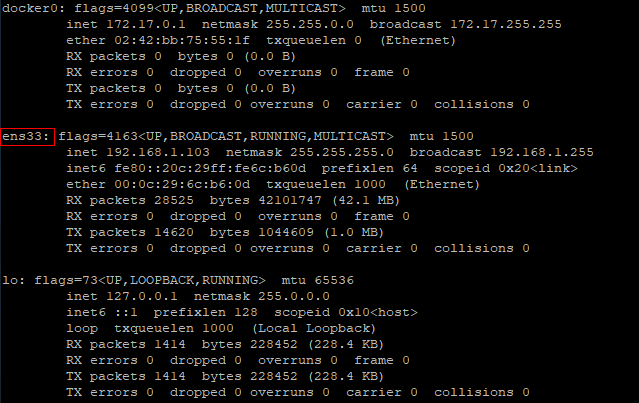 docker0: flags=4099<UP,BROADCAST,MULTICAST>  mtu 1500
        inet 172.17.0.1  netmask 255.255.0.0  broadcast 172.17.255.255
        ether 02:42:bb:75:55:1f  txqueuelen 0  (Ethernet)
        RX packets 0  bytes 0 (0.0 B)
        RX errors 0  dropped 0  overruns 0  frame 0
        TX packets 0  bytes 0 (0.0 B)
        TX errors 0  dropped 0 overruns 0  carrier 0  collisions 0
ens33: flags=4163<UP,BROADCAST,RUNNING,MULTICAST>  mtu 1500
        inet 192.168.1.103  netmask 255.255.255.0  broadcast 192.168.1.255
        inet6 fe80::20c:29ff:fe6c:b60d  prefixlen 64  scopeid 0x20<link>
        ether 00:0c:29:6c:b6:0d  txqueuelen 1000  (Ethernet)
        RX packets 28525  bytes 42101747 (42.1 MB)
        RX errors 0  dropped 0  overruns 0  frame 0
        TX packets 14620  bytes 1044609 (1.0 MB)
        TX errors 0  dropped 0 overruns 0  carrier 0  collisions 0
lo: flags=73<UP,LOOPBACK,RUNNING>  mtu 65536
        inet 127.0.0.1  netmask 255.0.0.0
        inet6 ::1  prefixlen 128  scopeid 0x10<host>
        loop  txqueuelen 1000  (Local Loopback)
        RX packets 1414  bytes 228452 (228.4 KB)
        RX errors 0  dropped 0  overruns 0  frame 0
        TX packets 1414  bytes 228452 (228.4 KB)
        TX errors 0  dropped 0 overruns 0  carrier 0  collisions 0